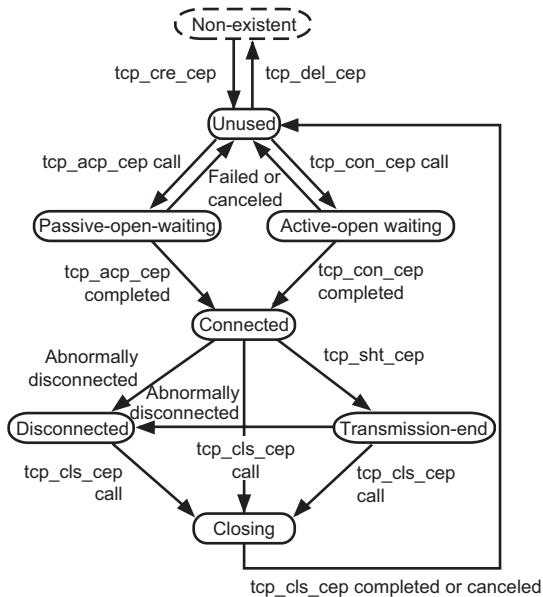 Non-existent
tcp_cre_cep
tcp_del_cep
Unused
tcp_acp_cep call
tcp_con_cep call
Failed or
canceled
Passive-open-waiting
Active-open waiting
tcp_acp_cep
completed
tcp_con_cep
completed
Connected
Abnormally
disconnected
tcp_sht_cep
Abnormally
disconnected
Disconnected
Transmission-end
tcp_cls_cep
call
tcp_cls_cep
call
tcp_cls_cep
call
Closing
tcp_cls_cep completed or canceled